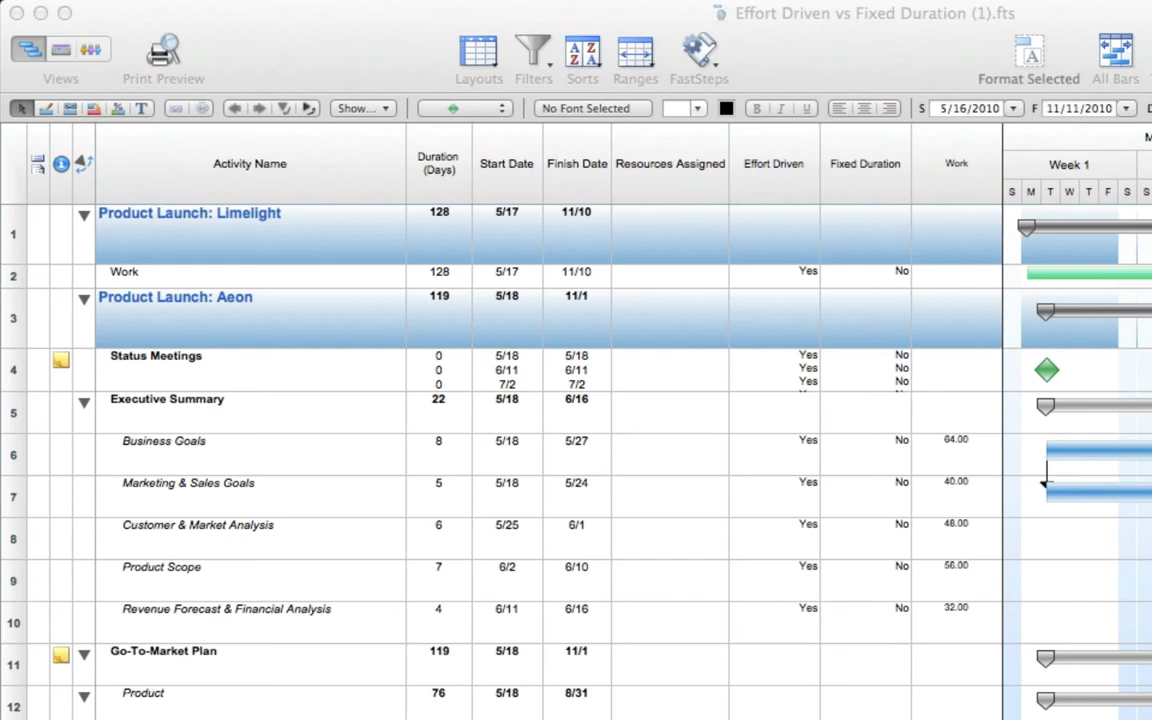 Effort Driven vs Fixed Duration (1).fts
Views
Print Preview
Layouts
Filters
Sorts
Ranges
FastSteps
Format Selected
All Bars
T
Show...
No Font Selected
B I U
S 5/16/2010 F 11/11/2010
Activity Name Duration (Days) Start Date Finish Date Resources Assigned Effort Driven Fixed Duration Work
Week 1
S M T W T F S S
1 Product Launch: Limelight 128 5/17 11/10
2 Work 128 5/17 11/10 Yes No
3 Product Launch: Aeon 119 5/18 11/1
4 Status Meetings 0 5/18 5/18 Yes No
0 6/11 6/11 Yes No
0 7/2 7/2 Yes No
5 Executive Summary 22 5/18 6/16
6 Business Goals 8 5/18 5/27 Yes No 64.00
7 Marketing & Sales Goals 5 5/18 5/24 Yes No 40.00
8 Customer & Market Analysis 6 5/25 6/1 Yes No 48.00
9 Product Scope 7 6/2 6/10 Yes No 56.00
10 Revenue Forecast & Financial Analysis 4 6/11 6/16 Yes No 32.00
11 Go-To-Market Plan 119 5/18 11/1
12 Product 76 5/18 8/31